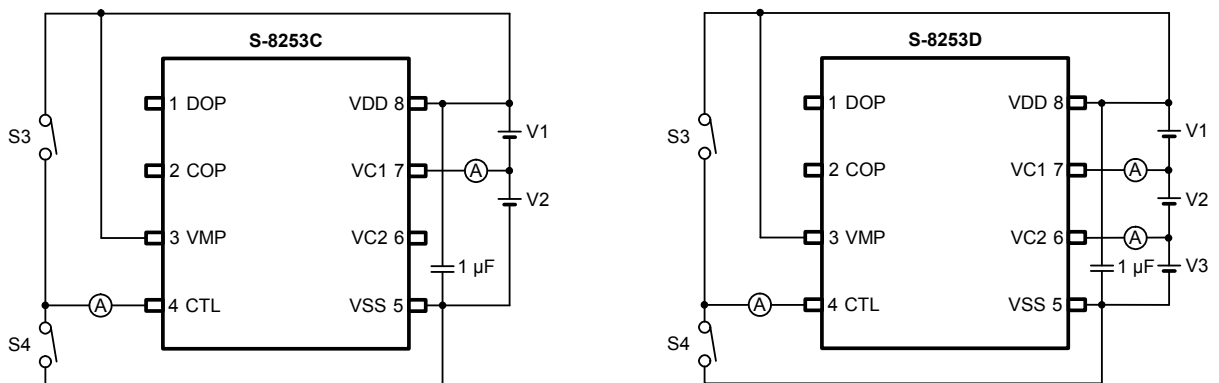 S-8253C
1 DOP
VDD 8
S3
V1
2 COP
VC1 7
A
V2
3 VMP
VC2 6
1 µF
A
4 CTL
VSS 5
S4
S-8253D
1 DOP
VDD 8
S3
V1
2 COP
VC1 7
A
V2
VC2 6
A
3 VMP
1 µF
V3
A
4 CTL
VSS 5
S4